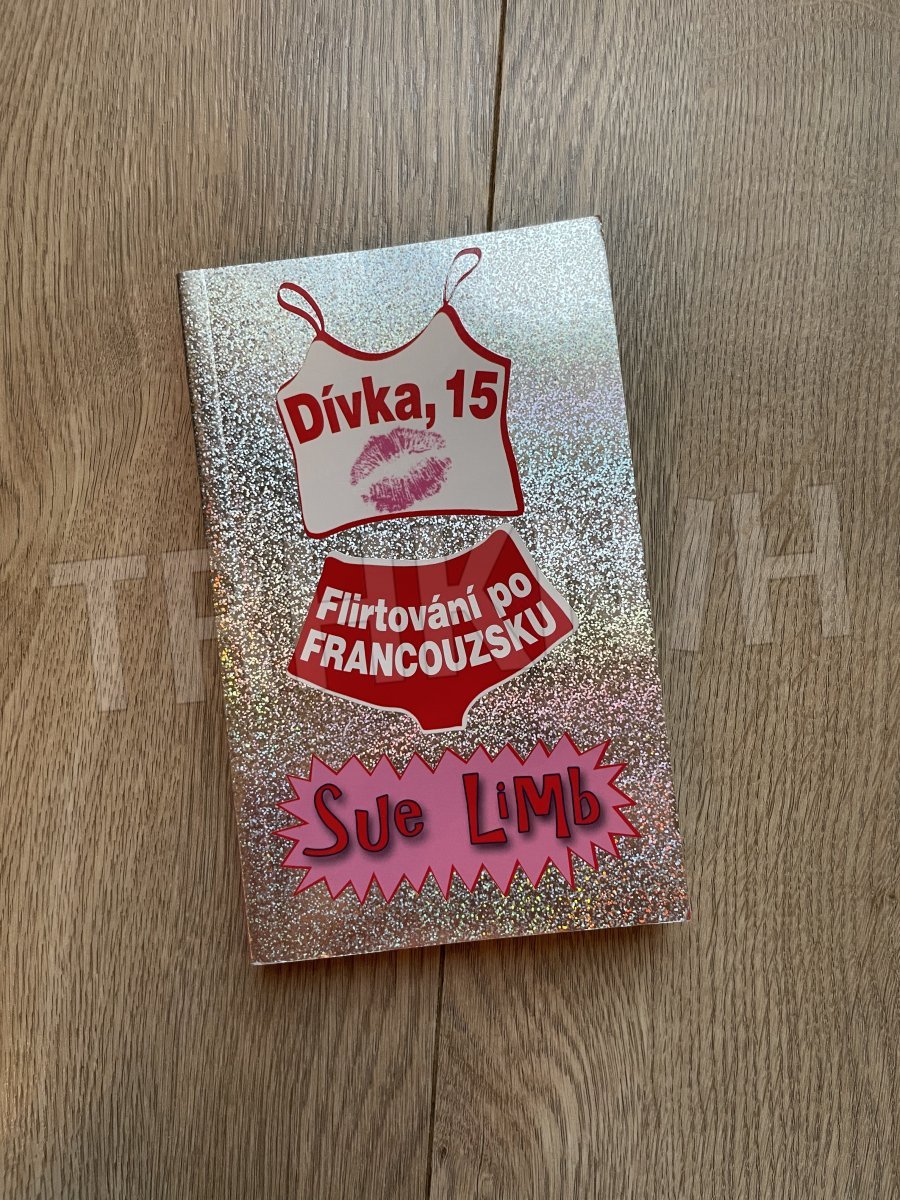 Dívka, 15
Flirtování po
FRANCOUZSKU
Sue Limb